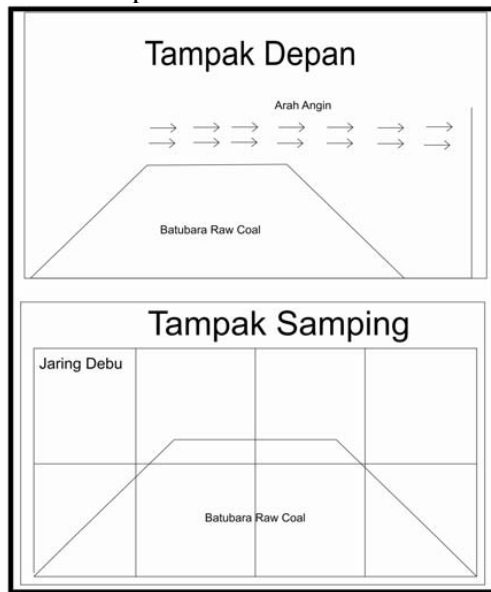 Tampak Depan
Arah Angin
Batubara Raw Coal
Tampak Samping
Jaring Debu
Batubara Raw Coal